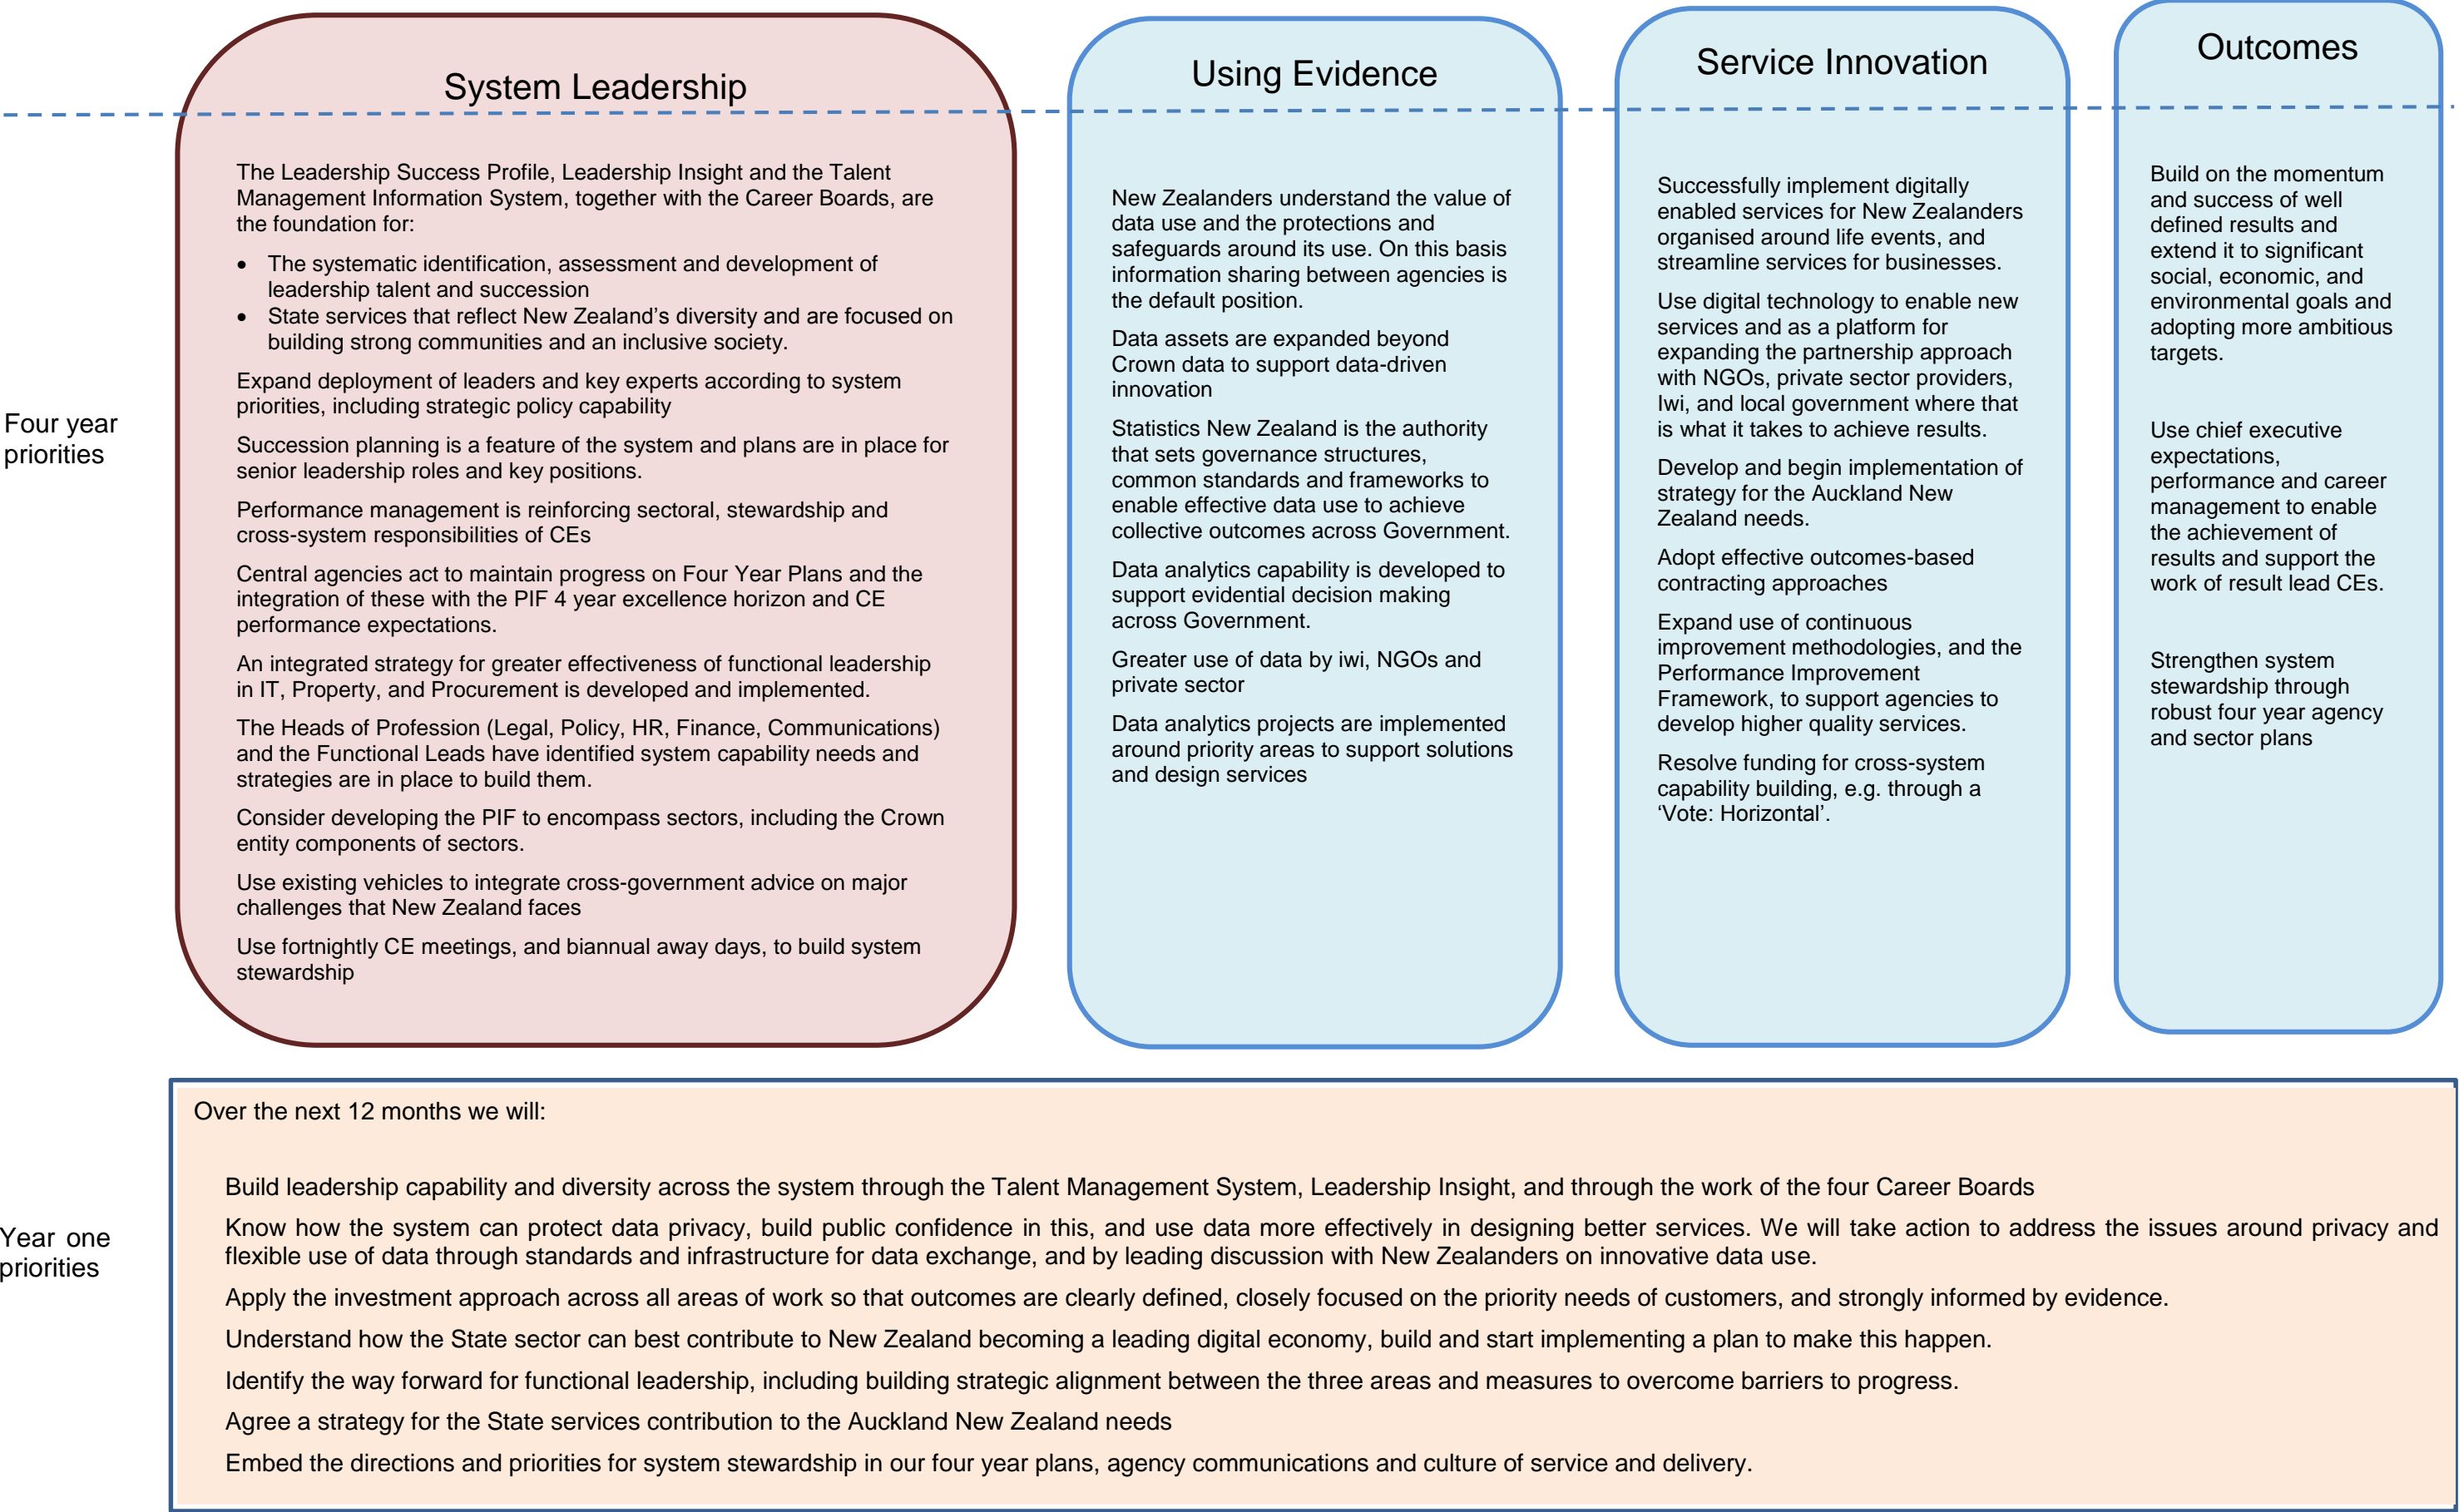 System Leadership
The Leadership Success Profile, Leadership Insight and the Talent
Management Information System, together with the Career Boards, are
the foundation for:
• The systematic identification, assessment and development of
leadership talent and succession
• State services that reflect New Zealand’s diversity and are focused on
building strong communities and an inclusive society.
Expand deployment of leaders and key experts according to system
priorities, including strategic policy capability
Succession planning is a feature of the system and plans are in place for
senior leadership roles and key positions.
Performance management is reinforcing sectoral, stewardship and
cross-system responsibilities of CEs
Central agencies act to maintain progress on Four Year Plans and the
integration of these with the PIF 4 year excellence horizon and CE
performance expectations.
An integrated strategy for greater effectiveness of functional leadership
in IT, Property, and Procurement is developed and implemented.
The Heads of Profession (Legal, Policy, HR, Finance, Communications)
and the Functional Leads have identified system capability needs and
strategies are in place to build them.
Consider developing the PIF to encompass sectors, including the Crown
entity components of sectors.
Use existing vehicles to integrate cross-government advice on major
challenges that New Zealand faces
Use fortnightly CE meetings, and biannual away days, to build system
stewardship
Using Evidence
New Zealanders understand the value of
data use and the protections and
safeguards around its use. On this basis
information sharing between agencies is
the default position.
Data assets are expanded beyond
Crown data to support data-driven
innovation
Statistics New Zealand is the authority
that sets governance structures,
common standards and frameworks to
enable effective data use to achieve
collective outcomes across Government.
Data analytics capability is developed to
support evidential decision making
across Government.
Greater use of data by iwi, NGOs and
private sector
Data analytics projects are implemented
around priority areas to support solutions
and design services
Service Innovation
Successfully implement digitally
enabled services for New Zealanders
organised around life events, and
streamline services for businesses.
Use digital technology to enable new
services and as a platform for
expanding the partnership approach
with NGOs, private sector providers,
Iwi, and local government where that
is what it takes to achieve results.
Develop and begin implementation of
strategy for the Auckland New
Zealand needs.
Adopt effective outcomes-based
contracting approaches
Expand use of continuous
improvement methodologies, and the
Performance Improvement
Framework, to support agencies to
develop higher quality services.
Resolve funding for cross-system
capability building, e.g. through a
‘Vote: Horizontal’.
Outcomes
Build on the momentum
and success of well
defined results and
extend it to significant
social, economic, and
environmental goals and
adopting more ambitious
targets.
Use chief executive
expectations,
performance and career
management to enable
the achievement of
results and support the
work of result lead CEs.
Strengthen system
stewardship through
robust four year agency
and sector plans
Four year
priorities
Year one
priorities
Over the next 12 months we will:
Build leadership capability and diversity across the system through the Talent Management System, Leadership Insight, and through the work of the four Career Boards
Know how the system can protect data privacy, build public confidence in this, and use data more effectively in designing better services. We will take action to address the issues around privacy and
flexible use of data through standards and infrastructure for data exchange, and by leading discussion with New Zealanders on innovative data use.
Apply the investment approach across all areas of work so that outcomes are clearly defined, closely focused on the priority needs of customers, and strongly informed by evidence.
Understand how the State sector can best contribute to New Zealand becoming a leading digital economy, build and start implementing a plan to make this happen.
Identify the way forward for functional leadership, including building strategic alignment between the three areas and measures to overcome barriers to progress.
Agree a strategy for the State services contribution to the Auckland New Zealand needs
Embed the directions and priorities for system stewardship in our four year plans, agency communications and culture of service and delivery.